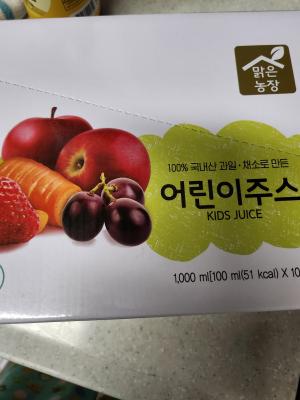 맑은
농장
100% 국내산 과일·채소로 만든
어린이주스
KIDS JUICE
1,000 ml[100 ml(51 kcal) X 10